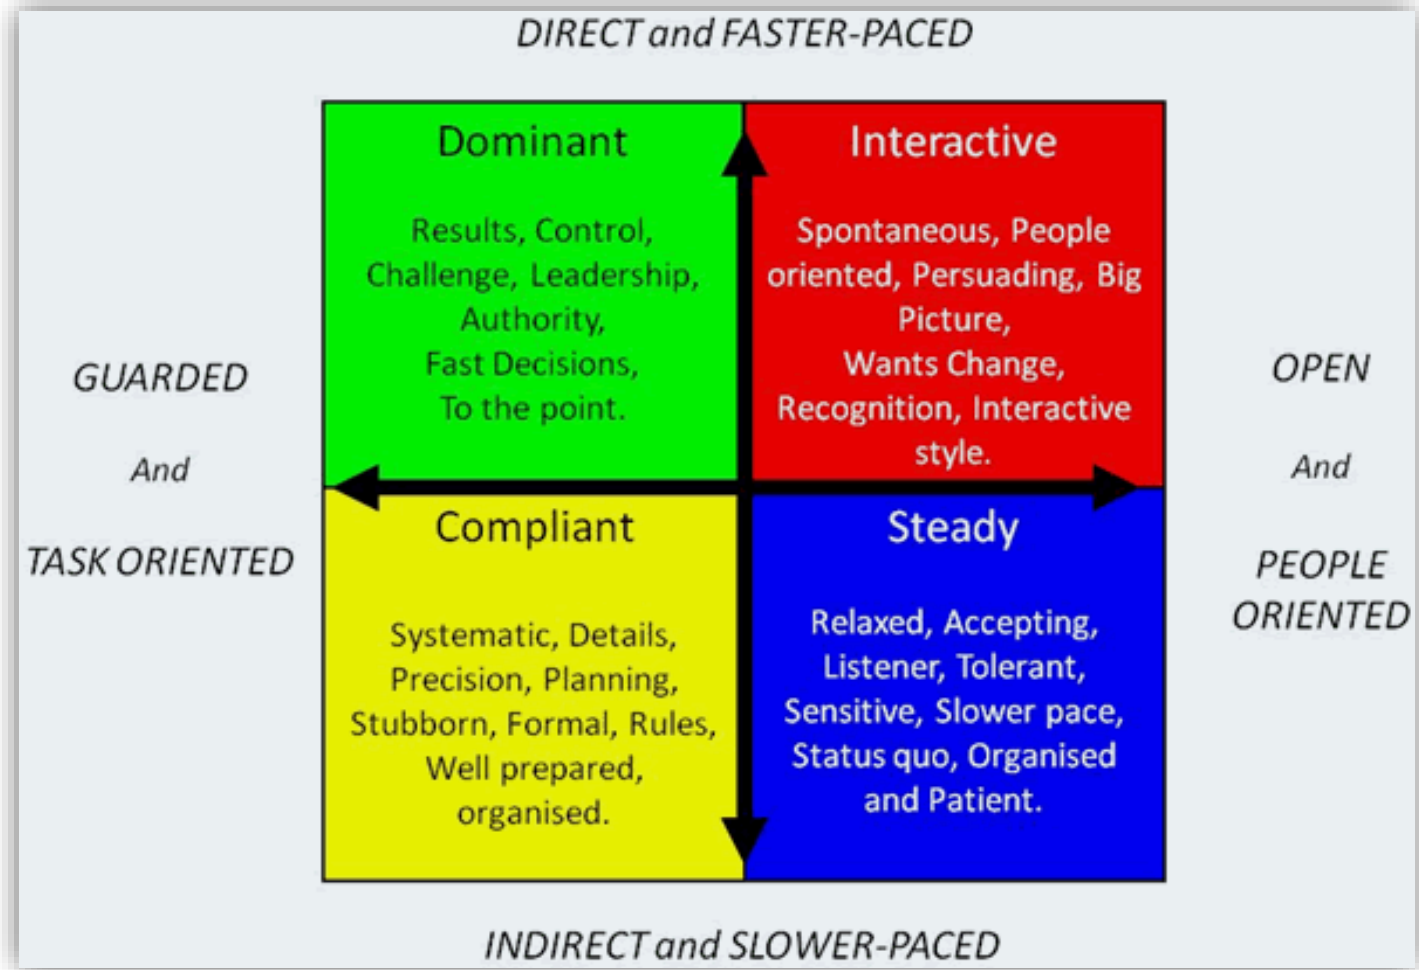 DIRECT and FASTER-PACED
Dominant
Results, Control,
Challenge, Leadership,
Authority,
Fast Decisions,
To the point.
Interactive
Spontaneous, People
oriented, Persuading, Big
Picture,
Wants Change,
Recognition, Interactive
style.
GUARDED
And
TASK ORIENTED
OPEN
And
PEOPLE
ORIENTED
Compliant
Systematic, Details,
Precision, Planning,
Stubborn, Formal, Rules,
Well prepared,
organised.
Steady
Relaxed, Accepting,
Listener, Tolerant,
Sensitive, Slower pace,
Status quo, Organised
and Patient.
INDIRECT and SLOWER-PACED